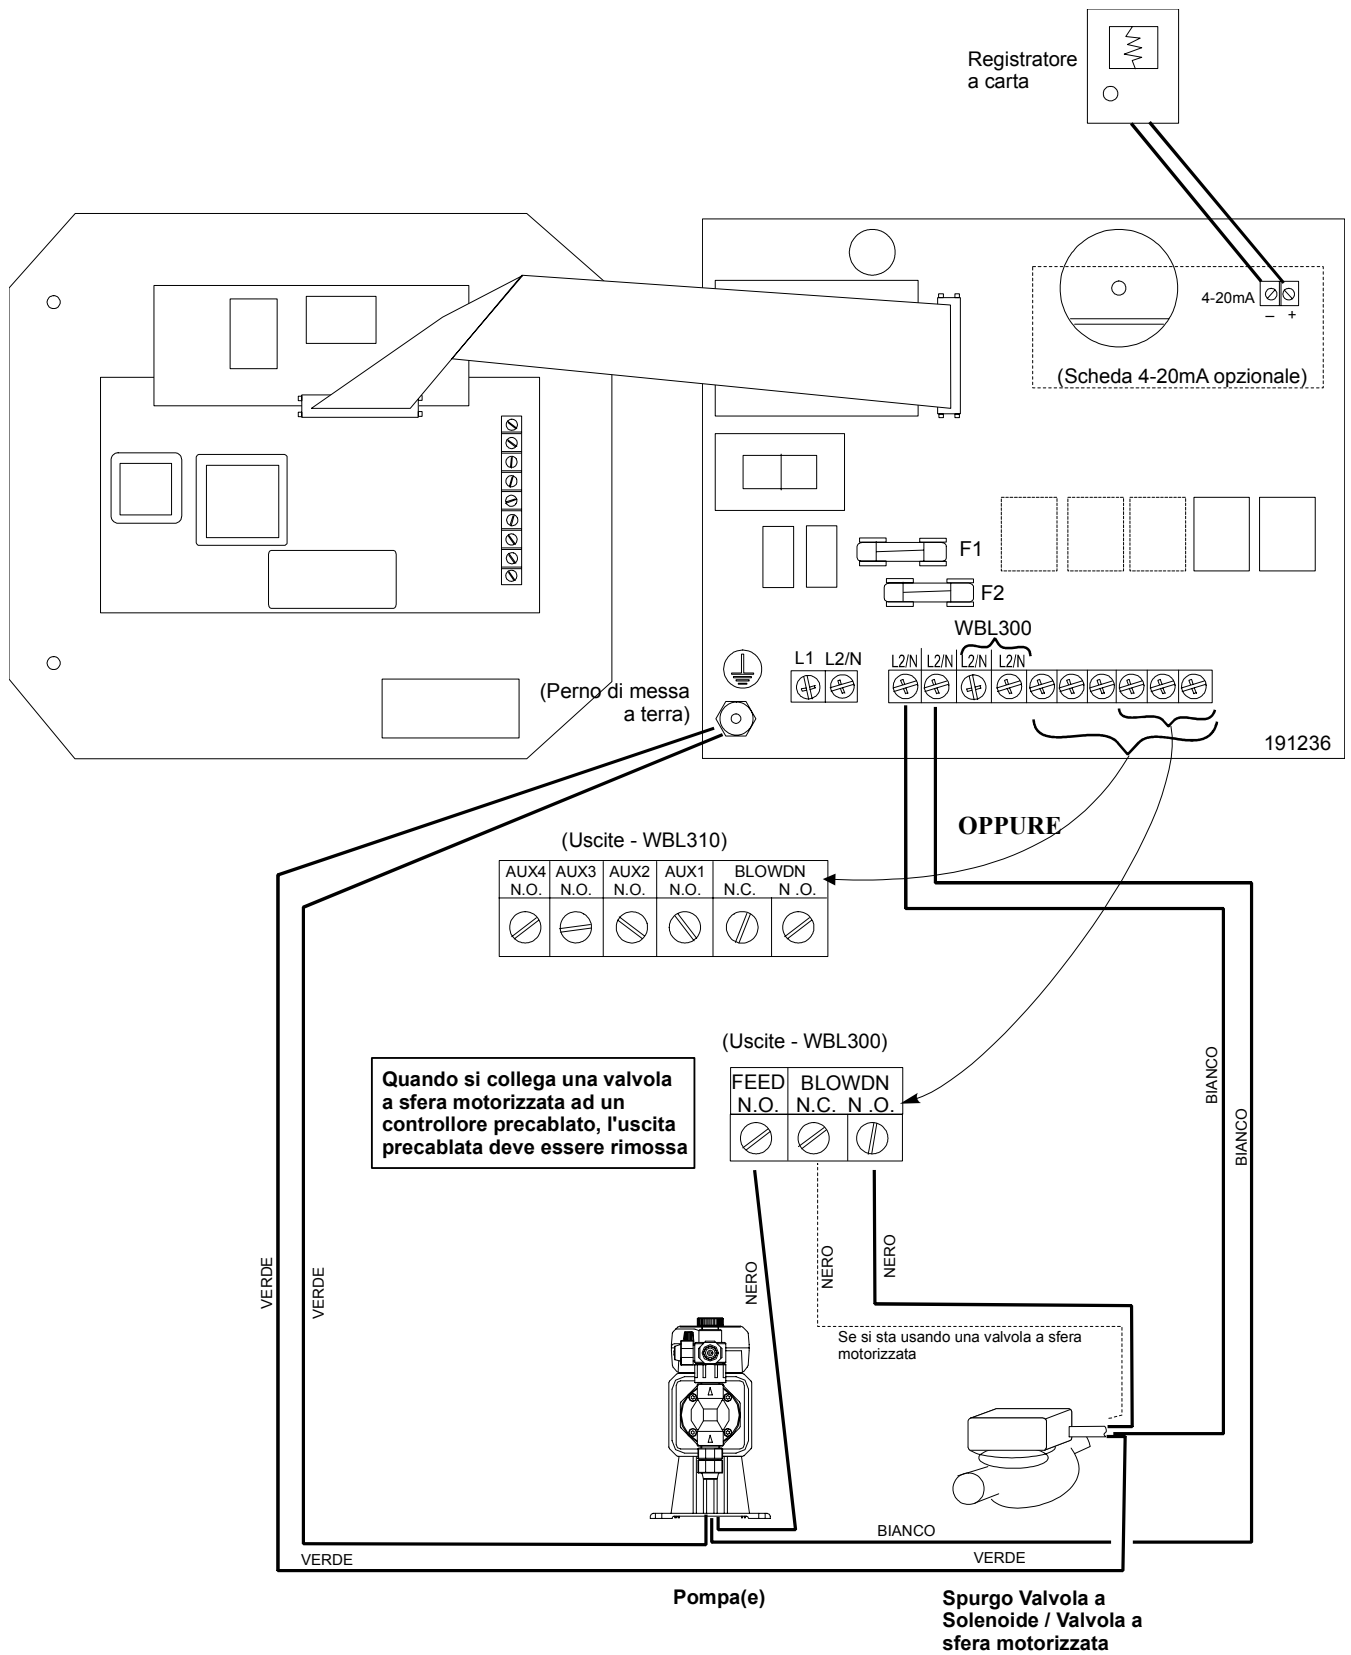 Registratore
a carta
4-20mA
– +
(Scheda 4-20mA opzionale)
F1
F2
WBL300
L1 L2/N
L2/N L2/N L2/N L2/N
(Perno di messa
a terra)
191236
OPPURE
(Uscite - WBL310)
AUX4 AUX3 AUX2 AUX1 BLOWDN
N.O. N.O. N.O. N.O. N.C. N .O.
(Uscite - WBL300)
FEED BLOWDN
N.O. N.C. N .O.
Quando si collega una valvola
a sfera motorizzata ad un
controllore precablato, l'uscita
precablata deve essere rimossa
BIANCO
BIANCO
VERDE
VERDE
NERO
NERO
NERO
Se si sta usando una valvola a sfera
motorizzata
BIANCO
VERDE
VERDE
Pompa(e)
Spurgo Valvola a
Solenoide / Valvola a
sfera motorizzata